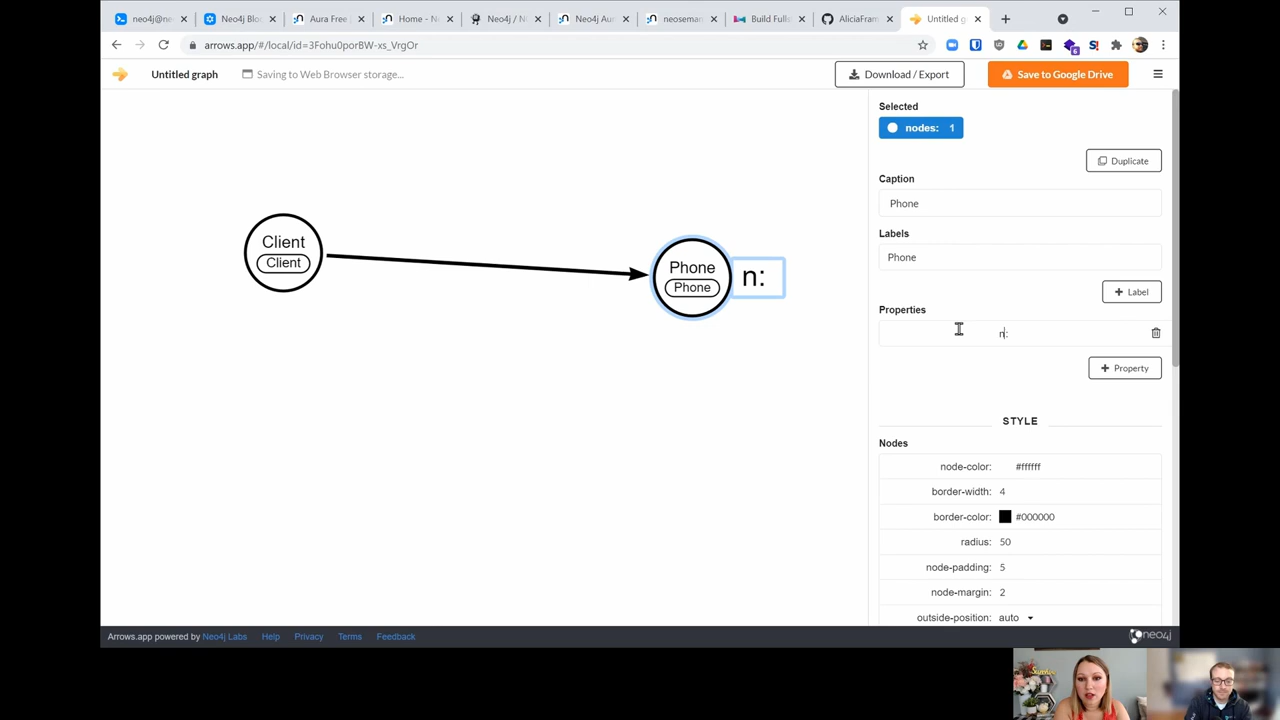 neo4j@ne
Neo4j Blo
Aura Free
Home - N
Neo4j / N
Neo4j Au
neosemar
Build Full
AliciaFram
Untitled g
arrows.app/#/local/id=3Fohu0porBW-xs_VrgOr
Untitled graph
Saving to Web Browser storage...
Download / Export
Save to Google Drive
Selected
nodes: 1
Duplicate
Caption
Phone
Labels
Phone
+ Label
Properties
n:
+ Property
STYLE
Nodes
node-color: #ffffff
border-width: 4
border-color: #000000
radius: 50
node-padding: 5
node-margin: 2
outside-position: auto
Client
Client
Phone
Phone
n:
Arrows.app powered by Neo4j Labs
Help
Privacy
Terms
Feedback
neo4j